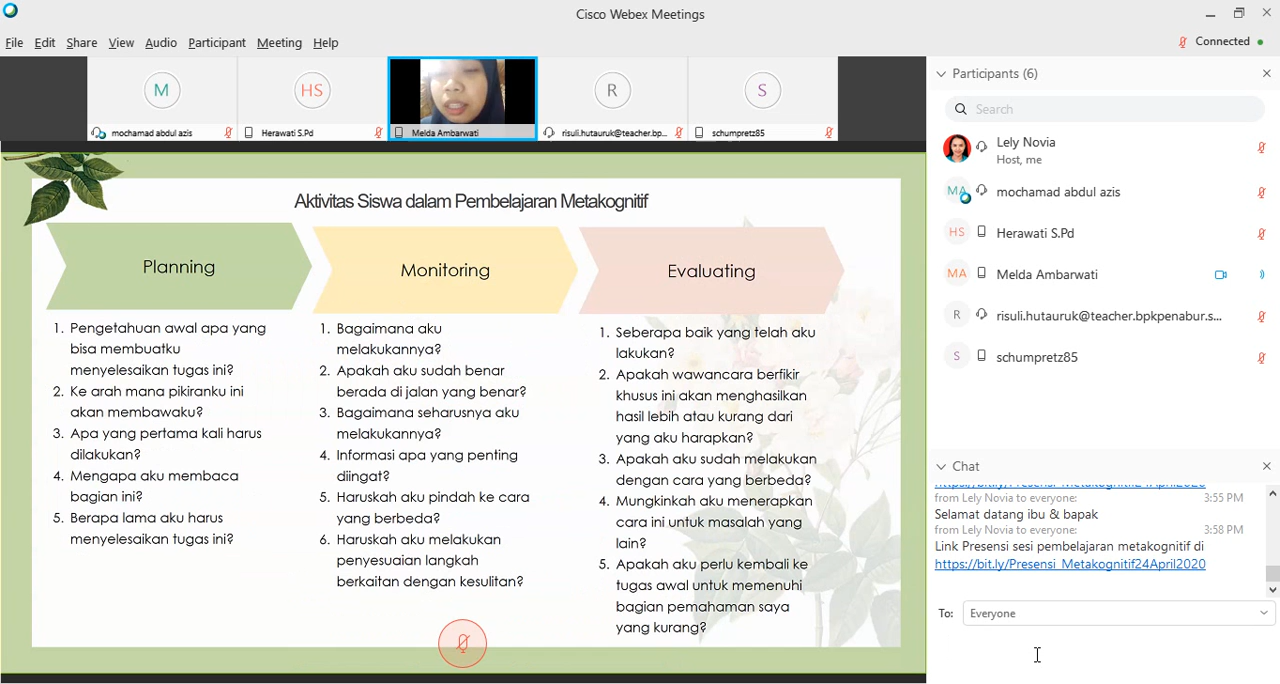 Cisco Webex Meetings
File Edit Share View Audio Participant Meeting Help
Connected
M
HS
R
S
mochamad abdul azis
Herawati S.Pd
Melda Ambarwati
risuli.hutauruk@teacher.bp...
schumpretz85
Aktivitas Siswa dalam Pembelajaran Metakognitif
Planning
1. Pengetahuan awal apa yang
bisa membuatku
menyelesaikan tugas ini?
2. Ke arah mana pikiranku ini
akan membawaku?
3. Apa yang pertama kali harus
dilakukan?
4. Mengapa aku membaca
bagian ini?
5. Berapa lama aku harus
menyelesaikan tugas ini?
Monitoring
1. Bagaimana aku
melakukannya?
2. Apakah aku sudah benar
berada di jalan yang benar?
3. Bagaimana seharusnya aku
melakukannya?
4. Informasi apa yang penting
diingat?
5. Haruskah aku pindah ke cara
yang berbeda?
6. Haruskah aku melakukan
penyesuaian langkah
berkaitan dengan kesulitan?
Evaluating
1. Seberapa baik yang telah aku
lakukan?
2. Apakah wawancara berfikir
khusus ini akan menghasilkan
hasil lebih atau kurang dari
yang aku harapkan?
3. Apakah aku sudah melakukan
dengan cara yang berbeda?
4. Mungkinkah aku menerapkan
cara ini untuk masalah yang
lain?
5. Apakah aku perlu kembali ke
tugas awal untuk memenuhi
bagian pemahaman saya
yang kurang?
Participants (6)
Search
Lely Novia
Host, me
MA mochamad abdul azis
HS Herawati S.Pd
MA Melda Ambarwati
R risuli.hutauruk@teacher.bpkpenabur.s...
S schumpretz85
Chat
https://bit.ly/Presensi_Metakognitif24April2020
from Lely Novia to everyone: 3:55 PM
Selamat datang ibu & bapak
from Lely Novia to everyone: 3:58 PM
Link Presensi sesi pembelajaran metakognitif di
https://bit.ly/Presensi_Metakognitif24April2020
To: Everyone